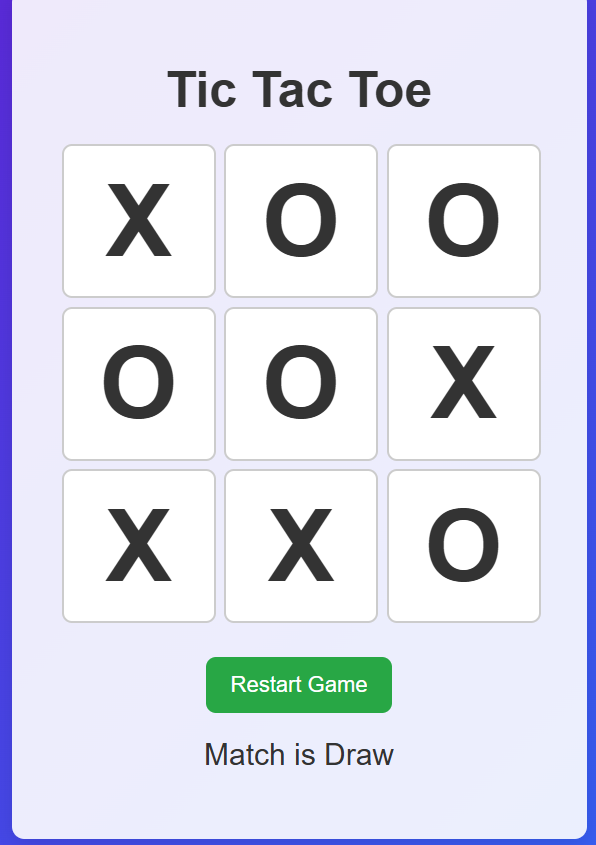 Tic Tac Toe
X O O
O O X
X X O
Restart Game
Match is Draw